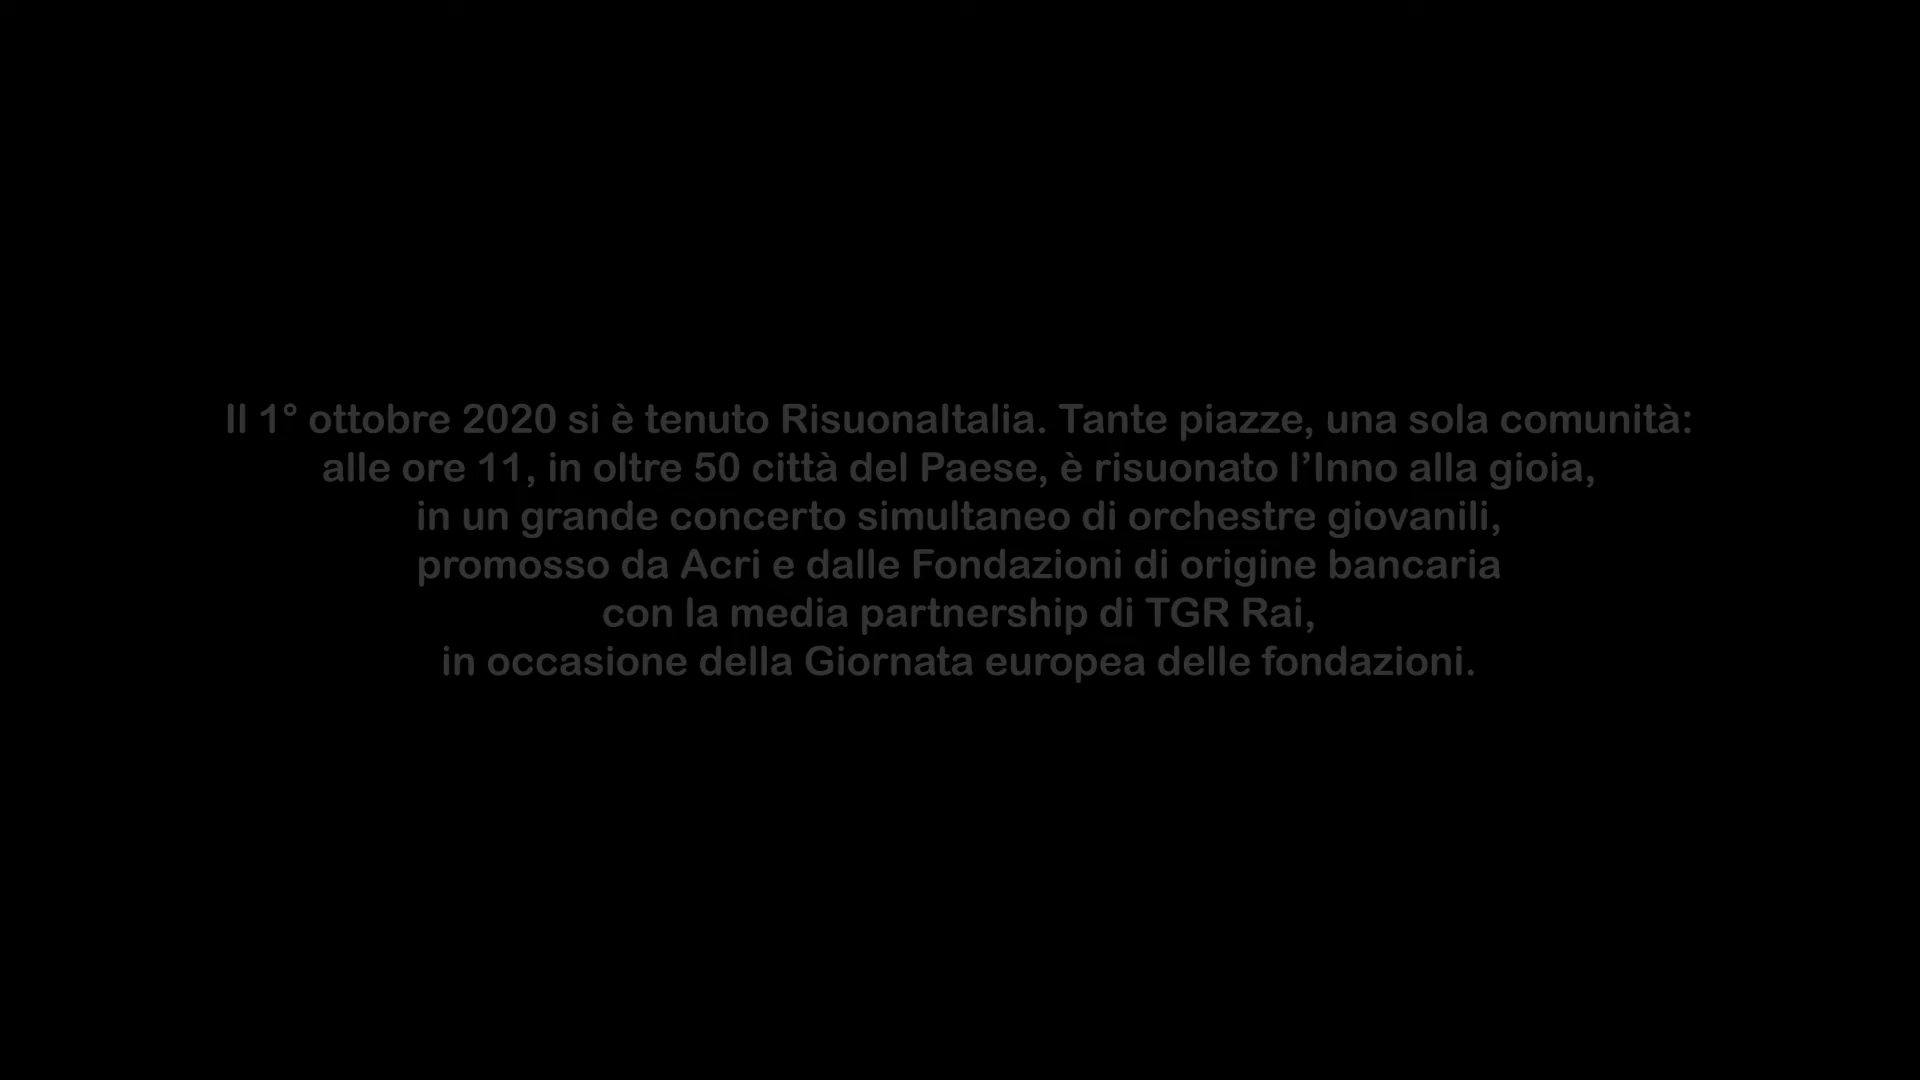 Il 1° ottobre 2020 si è tenuto RisuonaItalia. Tante piazze, una sola comunità:
alle ore 11, in oltre 50 città del Paese, è risuonato l’Inno alla gioia,
in un grande concerto simultaneo di orchestre giovanili,
promosso da Acri e dalle Fondazioni di origine bancaria
con la media partnership di TGR Rai,
in occasione della Giornata europea delle fondazioni.